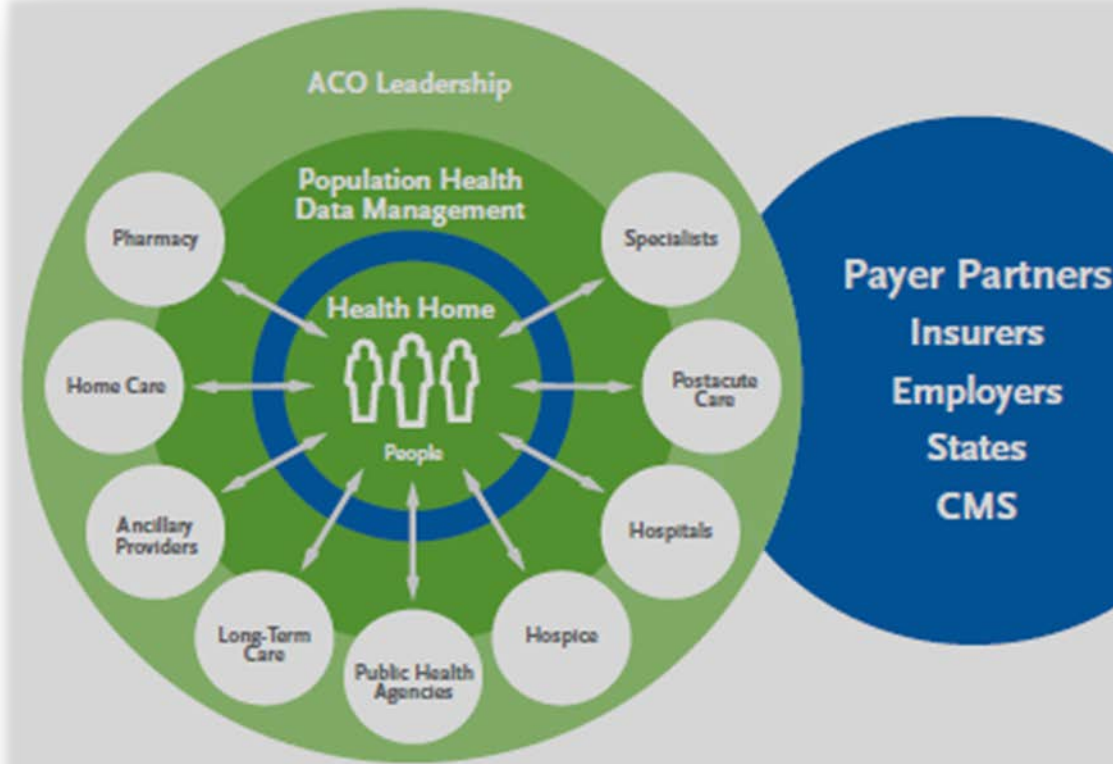 ACO Leadership
Population Health
Data Management
Pharmacy
Specialists
Health Home
Home Care
Postacute
Care
People
Ancillary
Providers
Hospitals
Long-Term
Care
Hospice
Public Health
Agencies
Payer Partners
Insurers
Employers
States
CMS